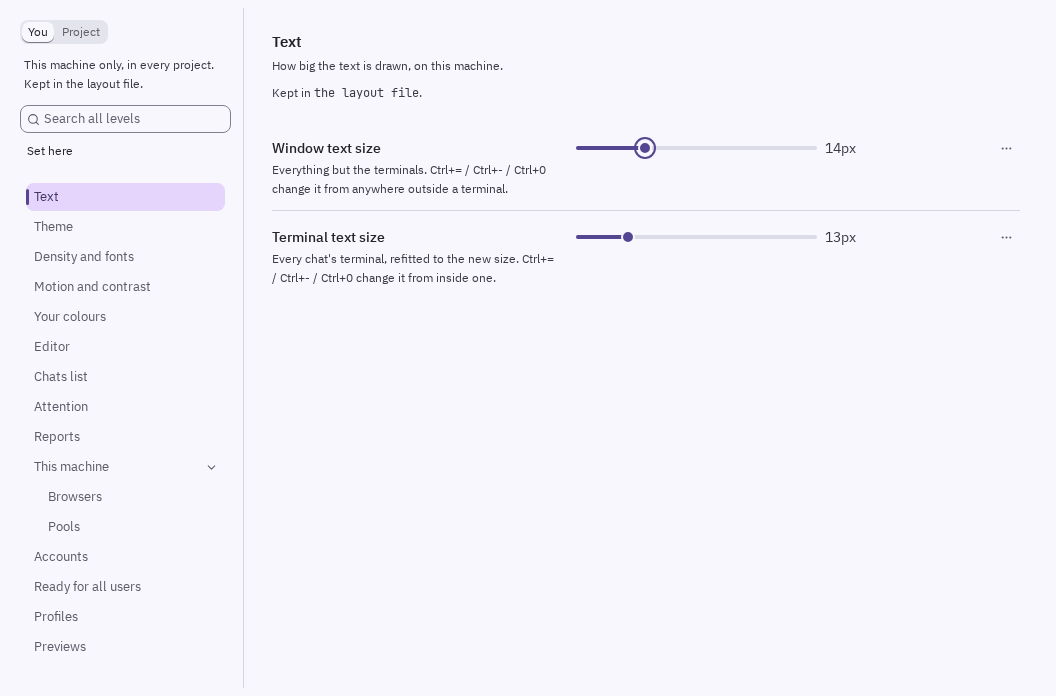 You Project
This machine only, in every project.
Kept in the layout file.
Search all levels
Set here
Text
Theme
Density and fonts
Motion and contrast
Your colours
Editor
Chats list
Attention
Reports
This machine
Browsers
Pools
Accounts
Ready for all users
Profiles
Previews
Text
How big the text is drawn, on this machine.
Kept in the layout file.
Window text size 14px
Everything but the terminals. Ctrl+= / Ctrl+- / Ctrl+0
change it from anywhere outside a terminal.
Terminal text size 13px
Every chat's terminal, refitted to the new size. Ctrl+=
/ Ctrl+- / Ctrl+0 change it from inside one.